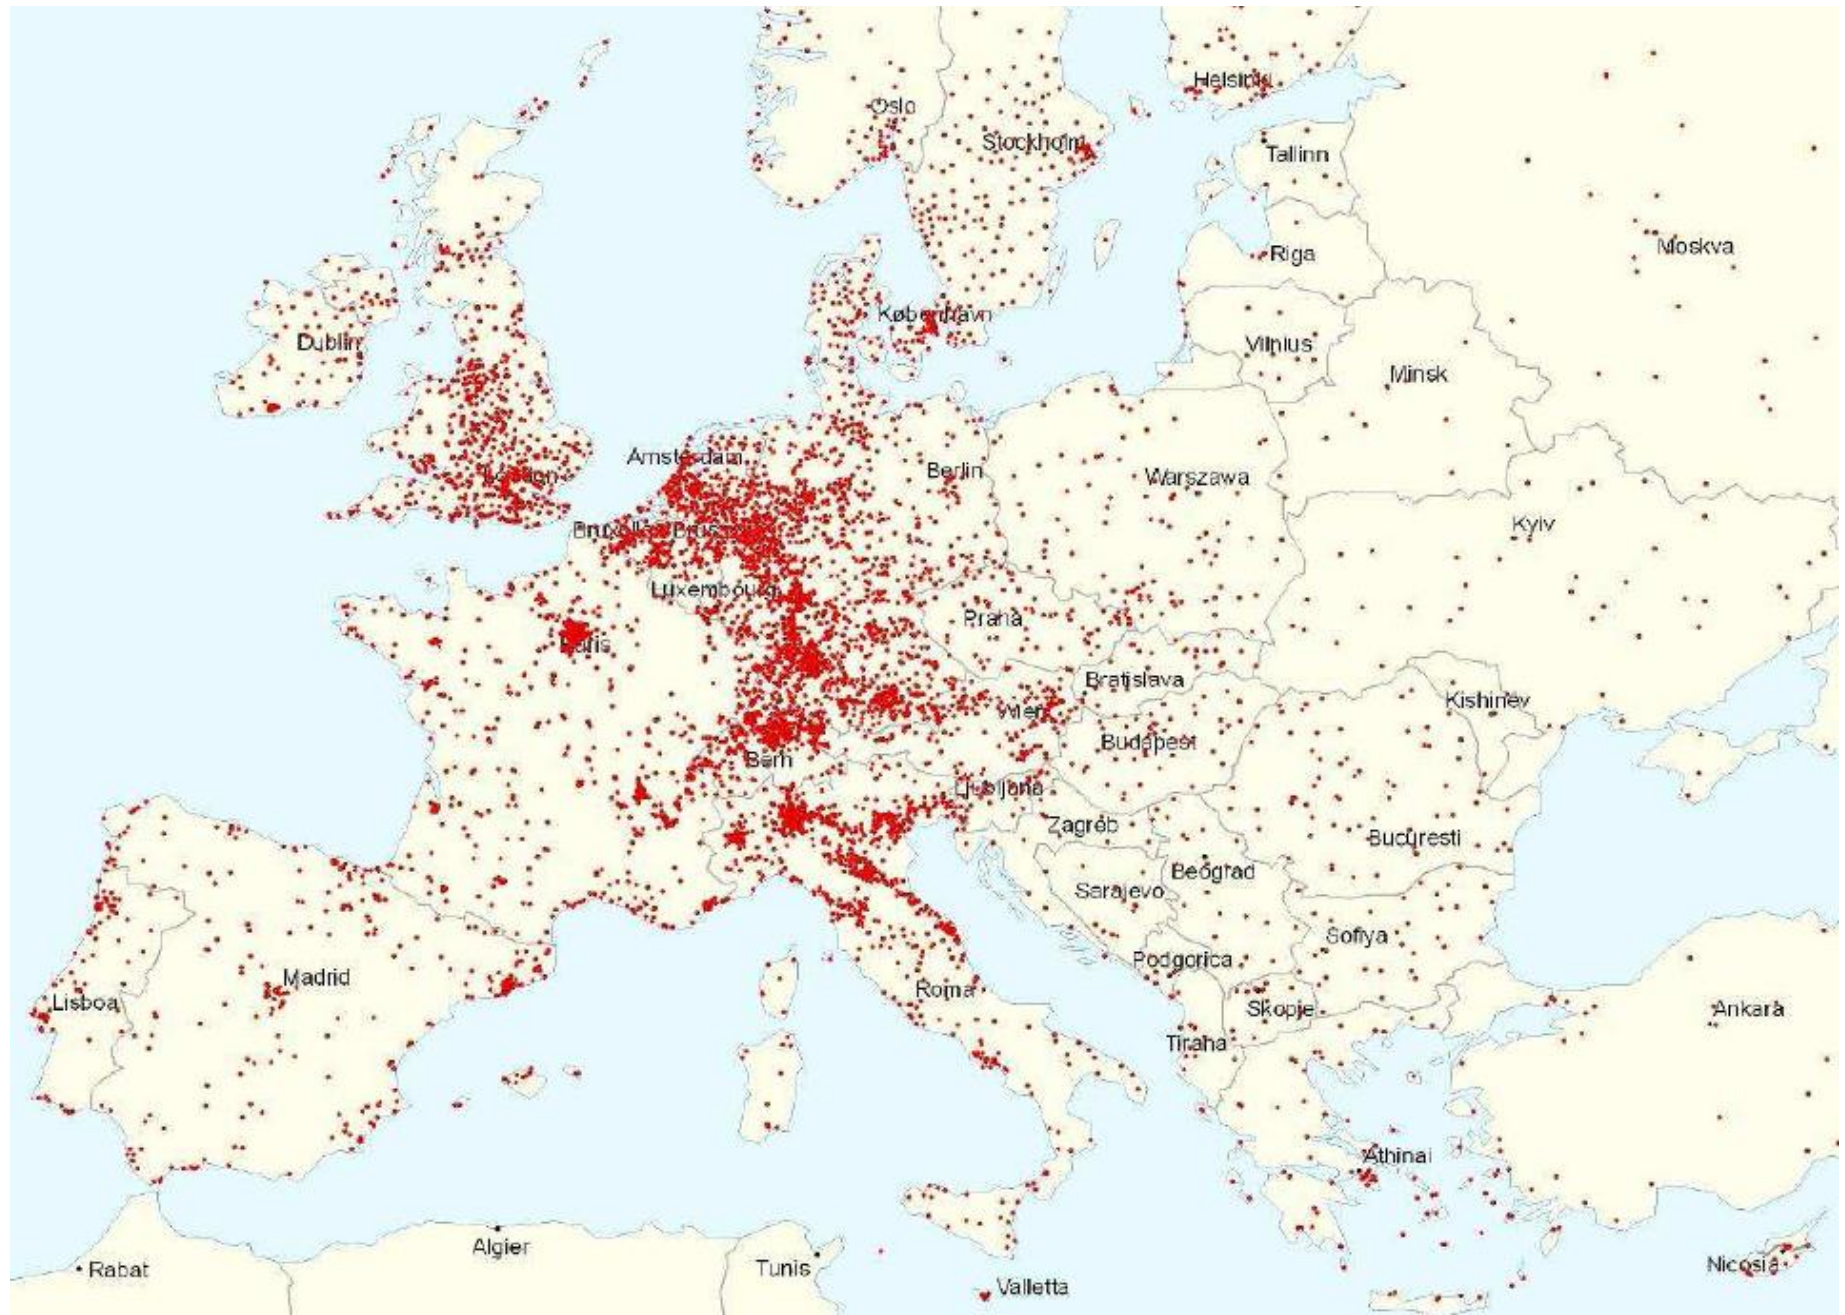 Helsinki
Oslo
Stockholm
Tallinn
Moskva
Riga
København
Dublin
Vilnius
Minsk
Amsterdam
Berlin
Warszawa
London
Kyiv
Luxembourg
Praha
Paris
Bratislava
Kishinev
Wien
Budapest
Bern
Ljubljana
Zagreb
Bucuresti
Beograd
Sarajevo
Sofiya
Podgorica
Madrid
Roma
Lisboa
Skopje
Ankara
Tiraha
Athinai
Algier
Rabat
Tunis
Nicosia
Valletta